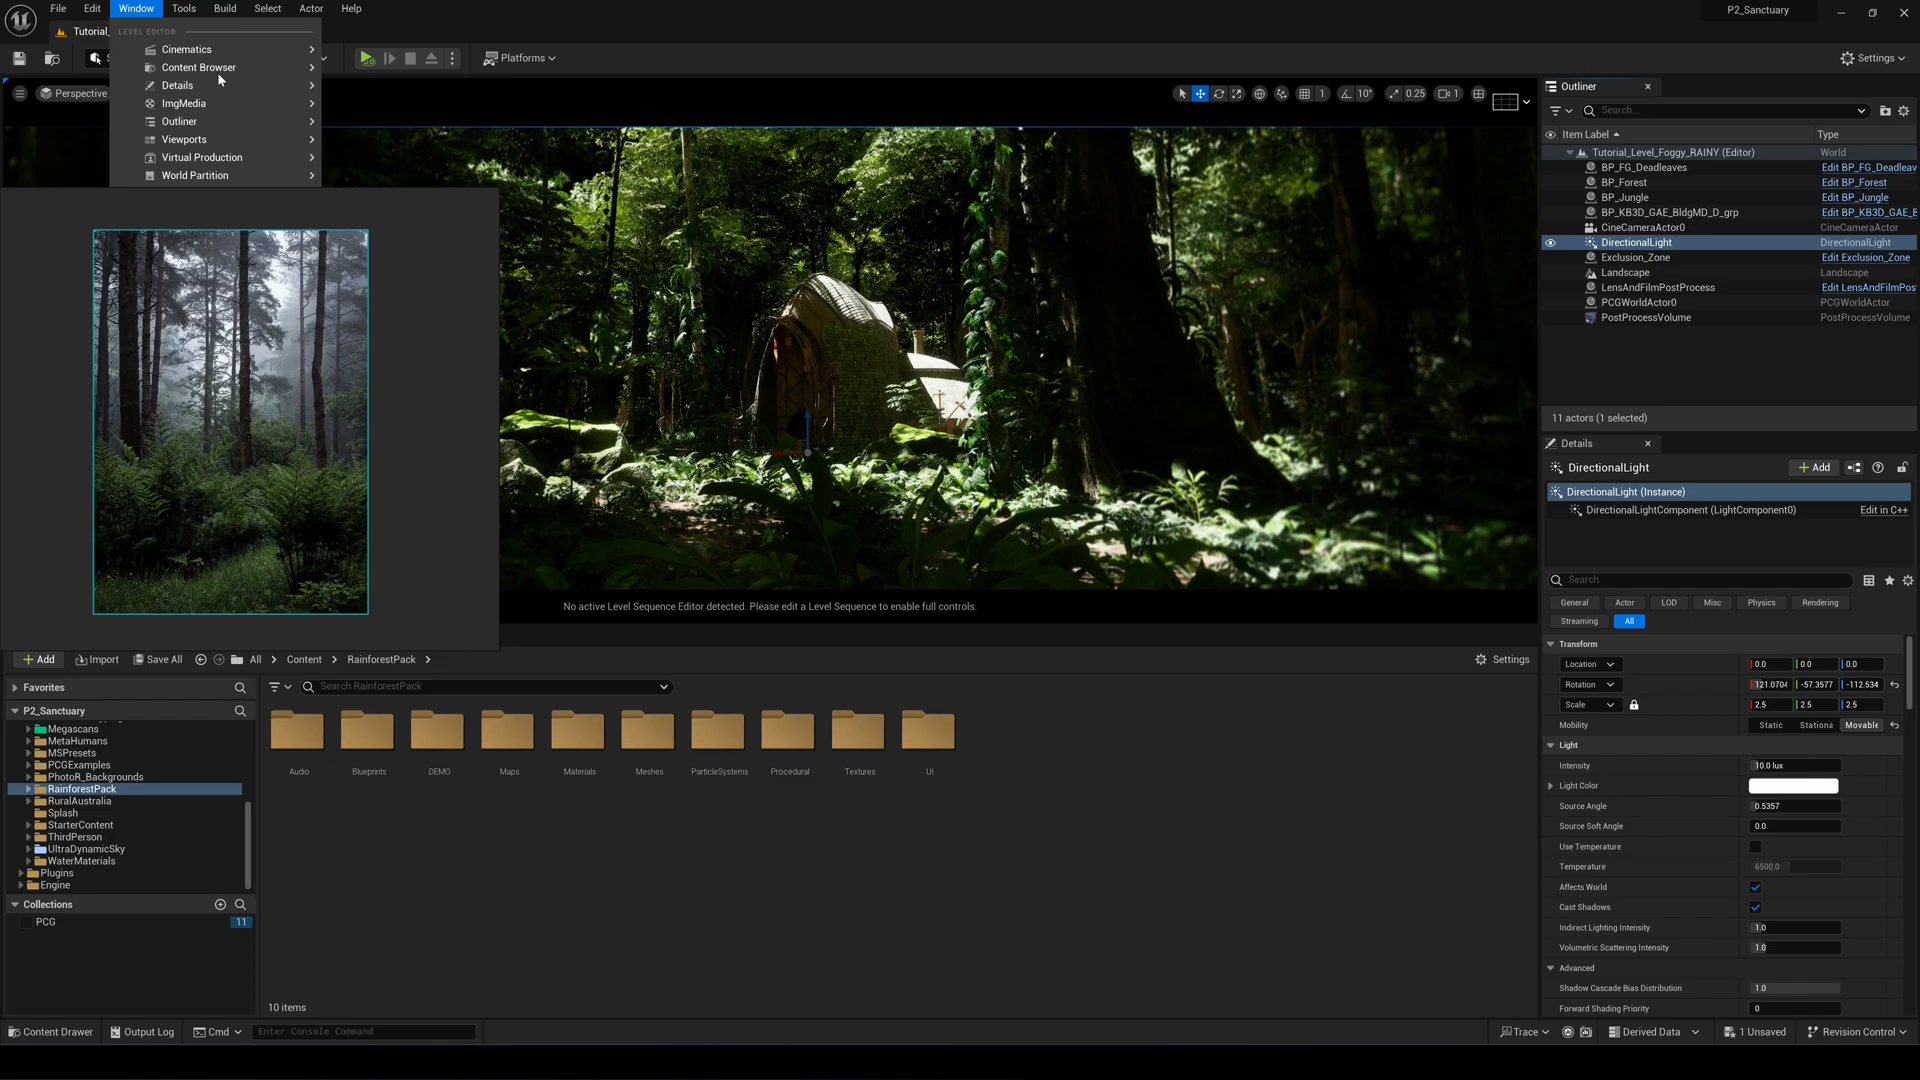 File Edit Window Tools Build Select Actor Help
P2_Sanctuary
Tutorial_
LEVEL EDITOR
Cinematics
Content Browser
Details
ImgMedia
Outliner
Viewports
Virtual Production
World Partition
Platforms
Settings
Perspective
1 10° 0.25 1
Outliner
Search...
Item Label Type
Tutorial_Level_Foggy_RAINY (Editor) World
BP_FG_Deadleaves Edit BP_FG_Deadleav
BP_Forest Edit BP_Forest
BP_Jungle Edit BP_Jungle
BP_KB3D_GAE_BldgMD_D_grp Edit BP_KB3D_GAE_E
CineCameraActor0 CineCameraActor
DirectionalLight DirectionalLight
Exclusion_Zone Edit Exclusion_Zone
Landscape Landscape
LensAndFilmPostProcess Edit LensAndFilmPos
PCGWorldActor0 PCGWorldActor
PostProcessVolume PostProcessVolume
11 actors (1 selected)
Details
DirectionalLight Add
DirectionalLight (Instance)
DirectionalLightComponent (LightComponent0) Edit in C++
Search
General Actor LOD Misc Physics Rendering
Streaming All
Transform
Location 0.0 0.0 0.0
Rotation 121.0704 -57.3577 -112.534
Scale 2.5 2.5 2.5
Mobility Static Stationa Movable
Light
Intensity 10.0 lux
Light Color
Source Angle 0.5357
Source Soft Angle 0.0
Use Temperature
Temperature 6500.0
Affects World
Cast Shadows
Indirect Lighting Intensity 1.0
Volumetric Scattering Intensity 1.0
Advanced
Shadow Cascade Bias Distribution 1.0
Forward Shading Priority 0
No active Level Sequence Editor detected. Please edit a Level Sequence to enable full controls.
Add Import Save All All Content RainforestPack Settings
Favorites
Search RainforestPack
P2_Sanctuary
Megascans
MetaHumans
MSPresets
PCGExamples
PhotoR_Backgrounds
RainforestPack
RuralAustralia
Splash
StarterContent
ThirdPerson
UltraDynamicSky
WaterMaterials
Plugins
Engine
Audio Blueprints DEMO Maps Materials Meshes ParticleSystems Procedural Textures UI
Collections
PCG 11
10 items
Content Drawer Output Log Cmd Enter Console Command Trace Derived Data 1 Unsaved Revision Control